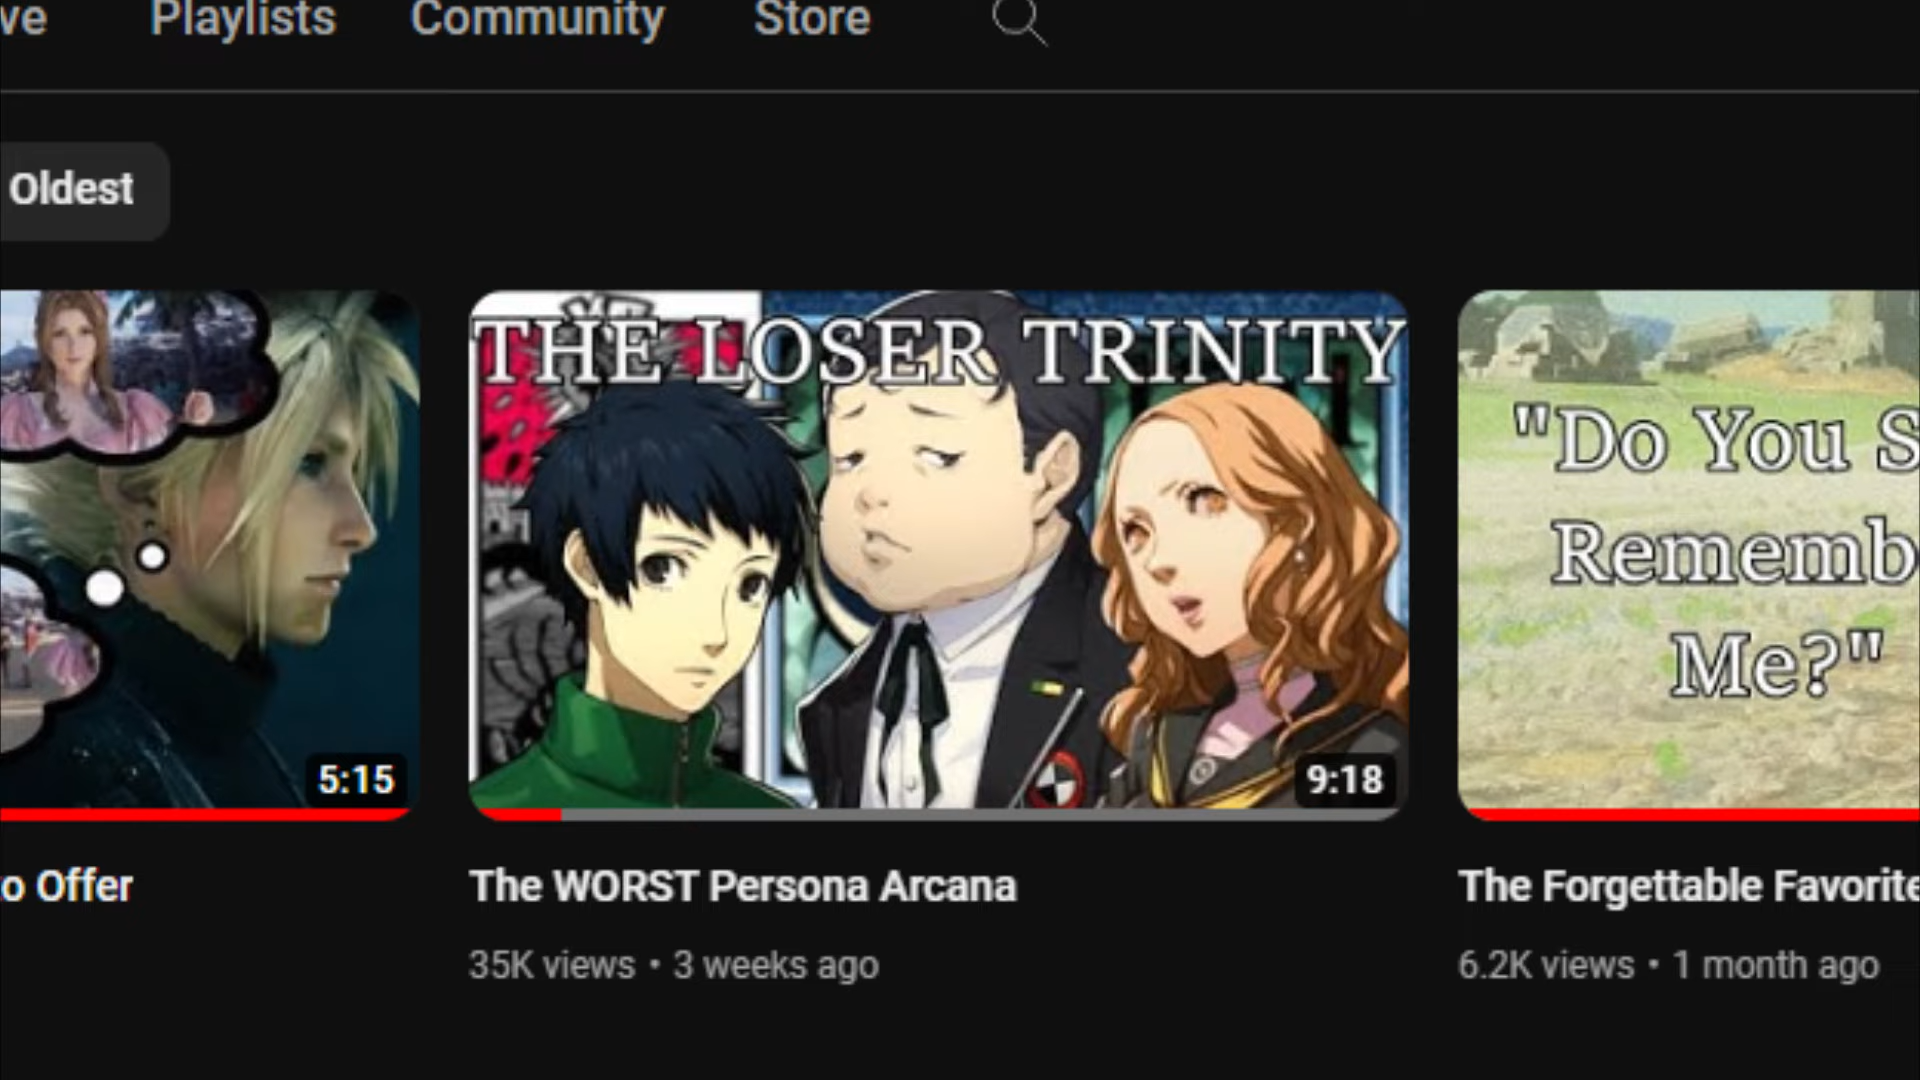 ve Playlists Community Store
Oldest
5:15
to Offer
THE LOSER TRINITY
9:18
The WORST Persona Arcana
35K views • 3 weeks ago
"Do You S
Rememb
Me?"
The Forgettable Favorite
6.2K views • 1 month ago